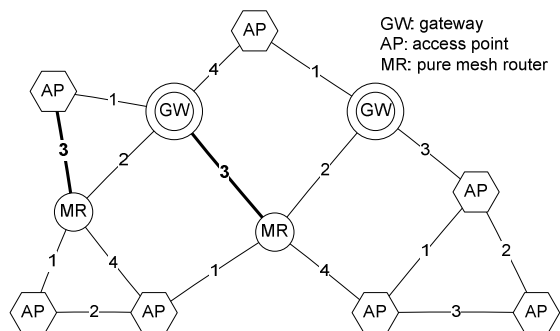 GW: gateway
AP: access point
MR: pure mesh router
AP
4
1
AP
1
GW
GW
3
2
3
2
3
AP
MR
MR
1
4
1
4
1
2
AP
2
AP
AP
3
AP